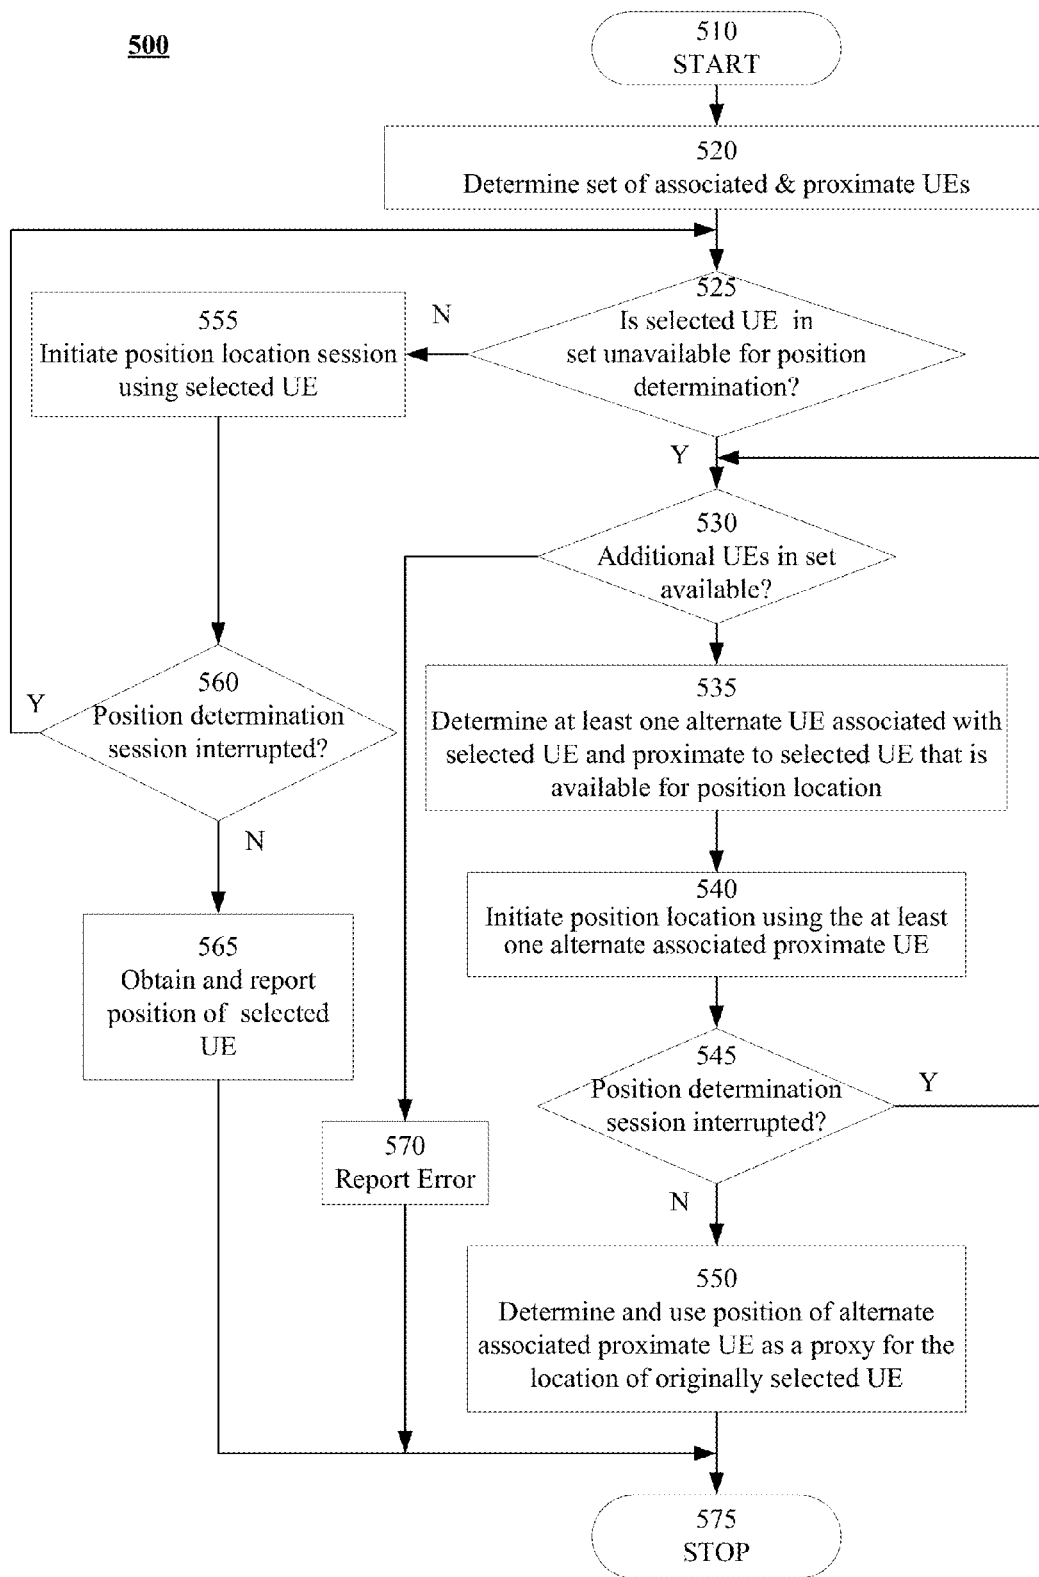 500
510
START
520
Determine set of associated & proximate UEs
525
Is selected UE in
set unavailable for position
determination?
N
555
Initiate position location session
using selected UE
Y
530
Additional UEs in set
available?
535
Determine at least one alternate UE associated with
selected UE and proximate to selected UE that is
available for position location
560
Position determination
session interrupted?
Y
N
540
Initiate position location using the at least
one alternate associated proximate UE
565
Obtain and report
position of selected
UE
545
Position determination
session interrupted?
Y
N
570
Report Error
550
Determine and use position of alternate
associated proximate UE as a proxy for the
location of originally selected UE
575
STOP